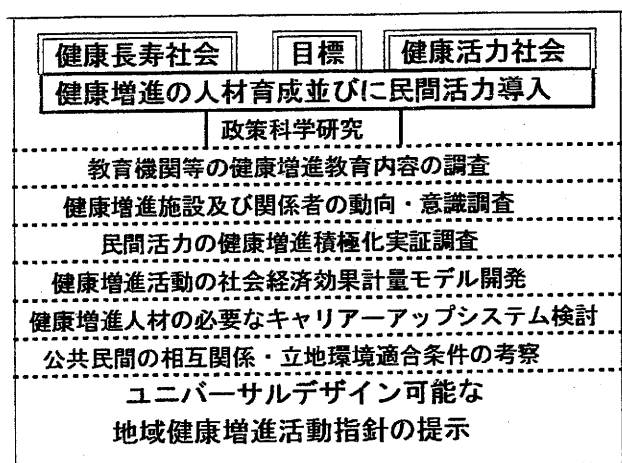 健康長寿社会 目標 健康活力社会
健康増進の人材育成並びに民間活力導入
政策科学研究
教育機関等の健康増進教育内容の調査
健康増進施設及び関係者の動向・意識調査
民間活力の健康増進積極化実証調査
健康増進活動の社会経済効果計量モデル開発
健康増進人材の必要なキャリアーアップシステム検討
公共民間の相互関係・立地環境適合条件の考察
ユニバーサルデザイン可能な
地域健康増進活動指針の提示